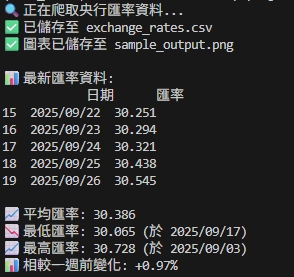 🔍 正在爬取央行匯率資料...
✅ 已儲存至 exchange_rates.csv
✅ 圖表已儲存至 sample_output.png
📊 最新匯率資料:
日期 匯率
15 2025/09/22 30.251
16 2025/09/23 30.294
17 2025/09/24 30.321
18 2025/09/25 30.438
19 2025/09/26 30.545
📈 平均匯率: 30.386
📉 最低匯率: 30.065 (於 2025/09/17)
📈 最高匯率: 30.728 (於 2025/09/03)
📊 相較一週前變化: +0.97%